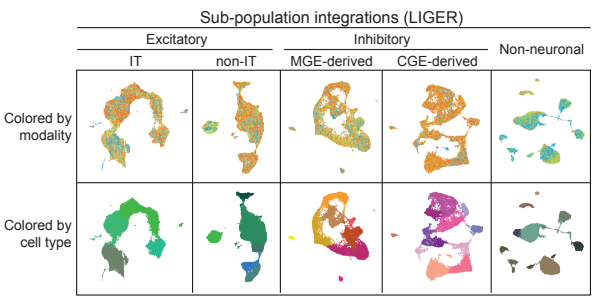 Sub-population integrations (LIGER)
Excitatory
Inhibitory
Non-neuronal
IT
non-IT
MGE-derived
CGE-derived
Colored by
modality
Colored by
cell type